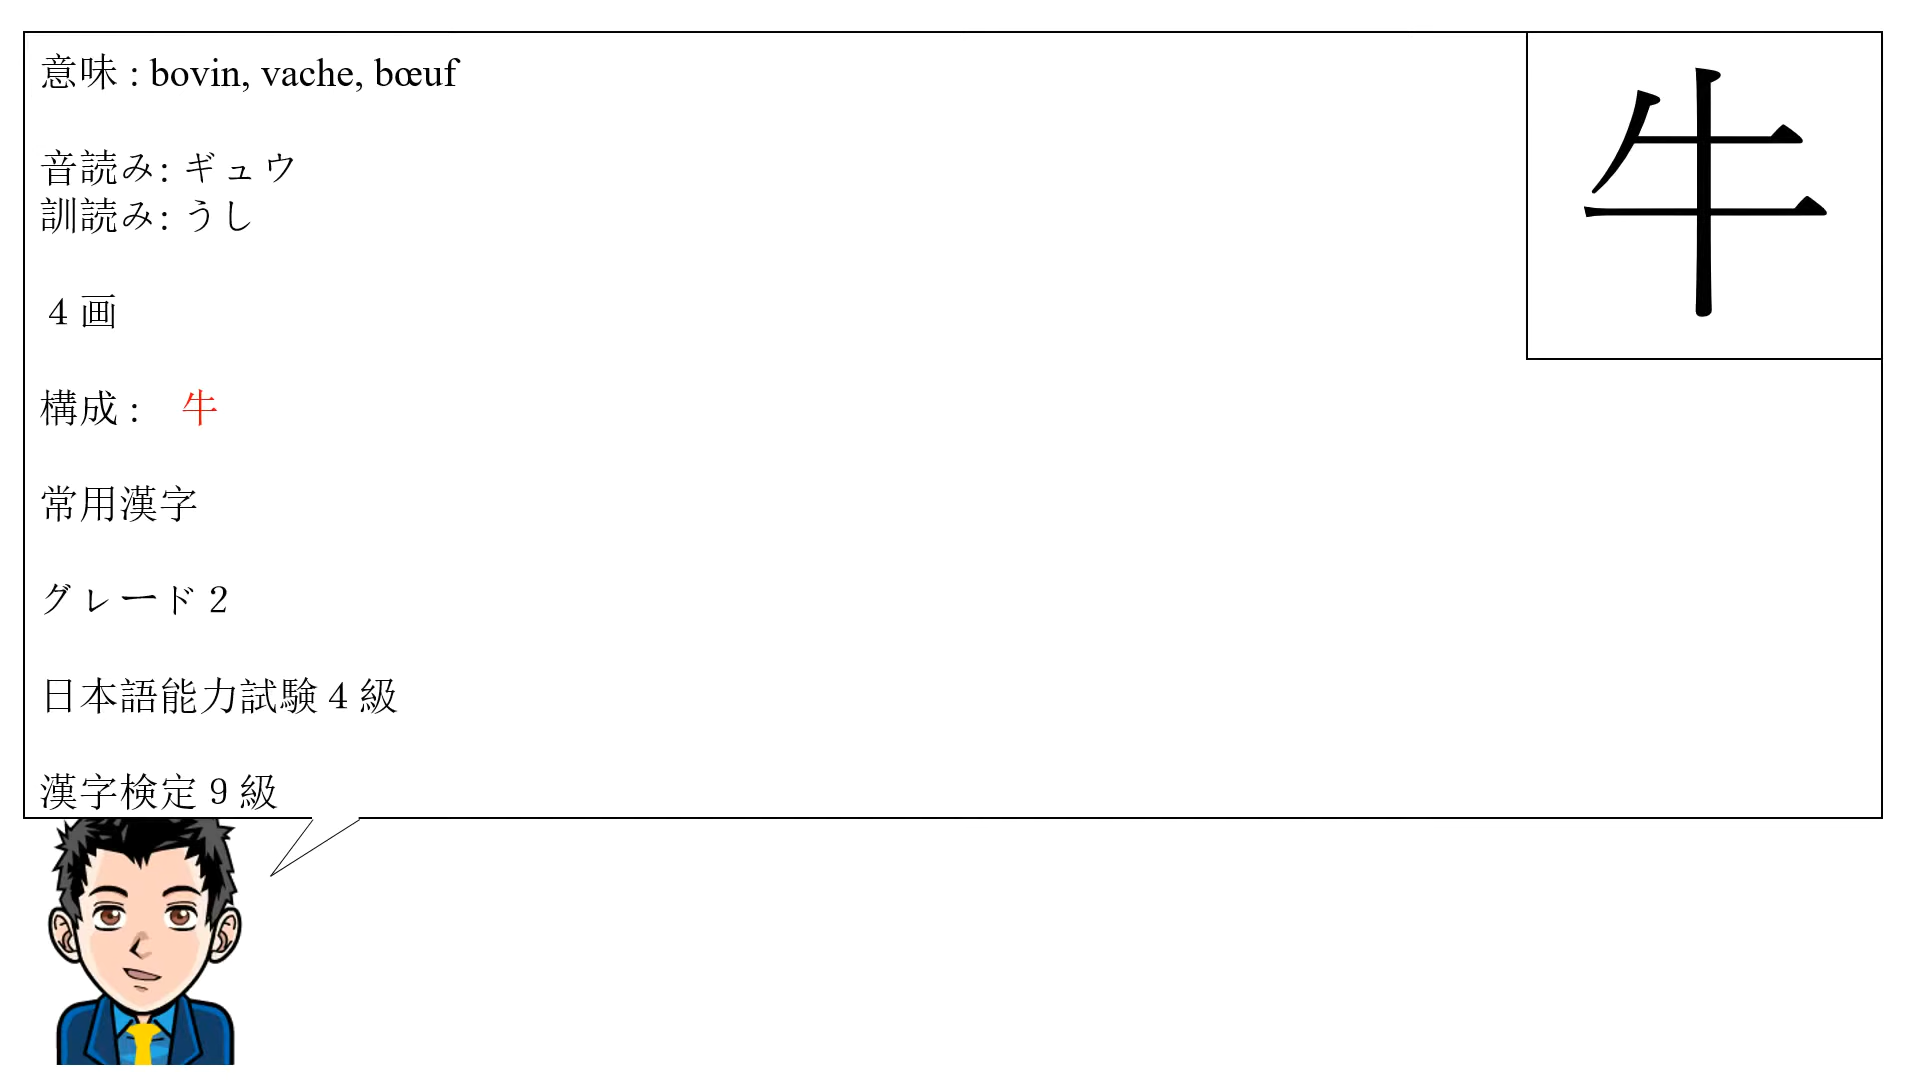 意味 : bovin, vache, bœuf
音読み: ギュウ
訓読み: うし
４画
構成 :　牛
常用漢字
グレード２
日本語能力試験４級
漢字検定９級
牛